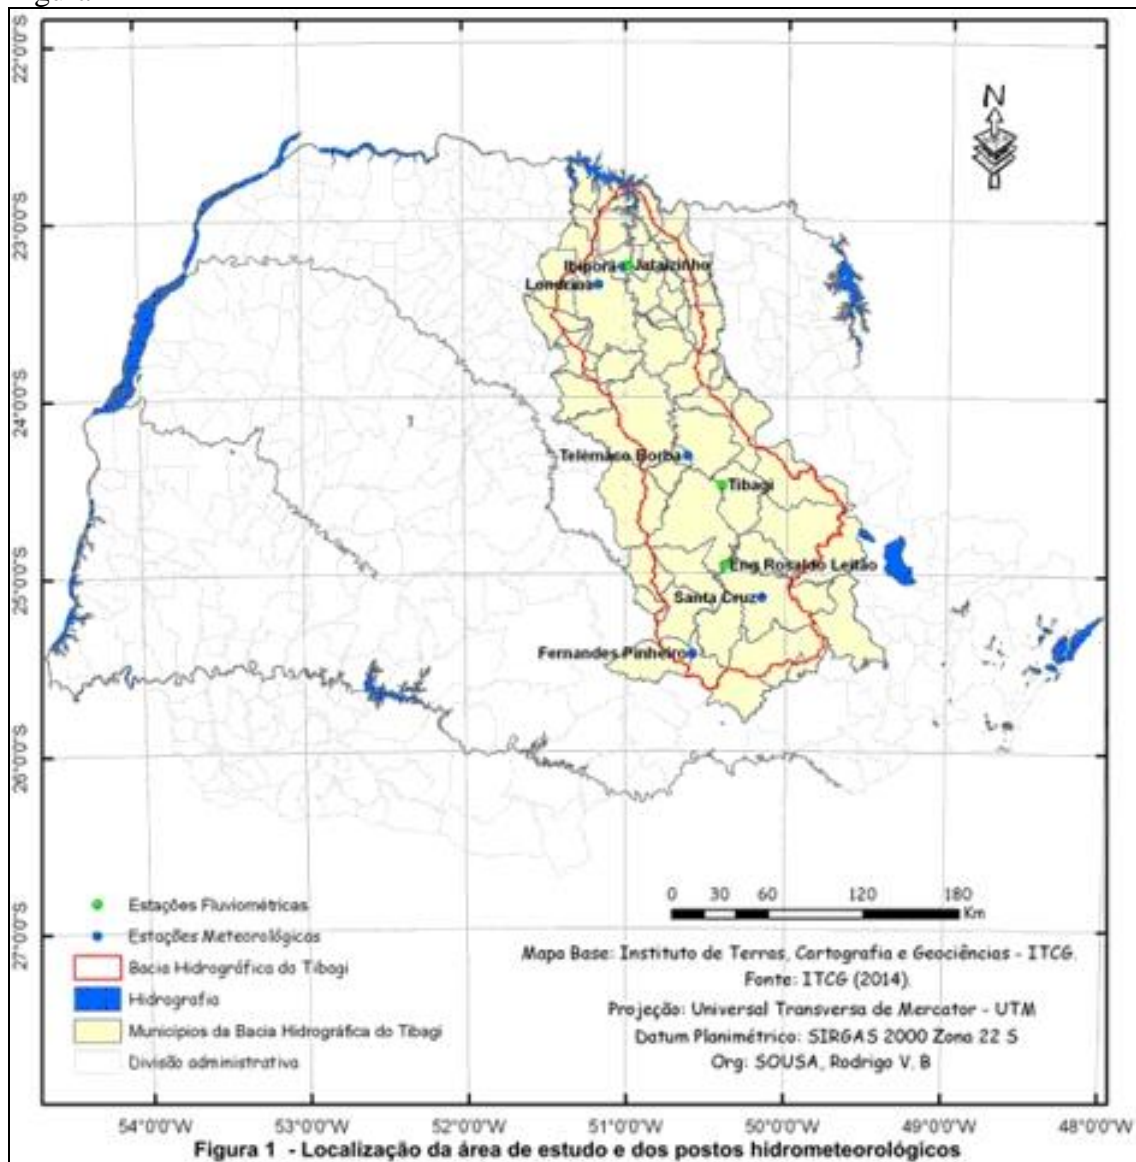 22°0'0"S
23°0'0"S
24°0'0"S
25°0'0"S
26°0'0"S
27°0'0"S
N
Ibiporã Jataizinho
Londrina
Telêmaco Borba
Tibagi
Eng Rosaldo Leitão
Santa Cruz
Fernandes Pinheiro
Estações Fluviométricas
Estações Meteorológicas
Bacia Hidrográfica do Tibagi
Hidrografia
Municípios da Bacia Hidrográfica do Tibagi
Divisão administrativa
0 30 60 120 180
Km
Mapa Base: Instituto de Terras, Cartografia e Geociências - ITCG.
Fonte: ITCG (2014).
Projeção: Universal Transversa de Mercator - UTM
Datum Planimétrico: SIRGAS 2000 Zona 22 S
Org: SOUSA, Rodrigo V. B
54°0'0"W 53°0'0"W 52°0'0"W 51°0'0"W 50°0'0"W 49°0'0"W 48°0'0"W
Figura 1 - Localização da área de estudo e dos postos hidrometeorológicos